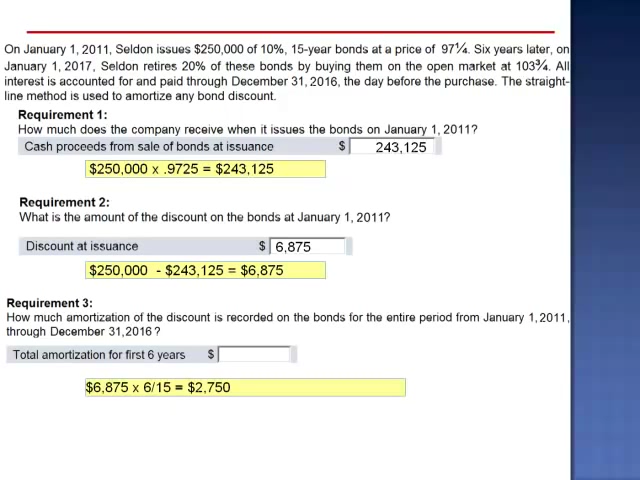 On January 1, 2011, Seldon issues $250,000 of 10%, 15-year bonds at a price of 97¼. Six years later, on
January 1, 2017, Seldon retires 20% of these bonds by buying them on the open market at 103¾. All
interest is accounted for and paid through December 31, 2016, the day before the purchase. The straight-
line method is used to amortize any bond discount.
Requirement 1:
How much does the company receive when it issues the bonds on January 1, 2011?
Cash proceeds from sale of bonds at issuance $ 243,125
$250,000 x .9725 = $243,125
Requirement 2:
What is the amount of the discount on the bonds at January 1, 2011?
Discount at issuance $ 6,875
$250,000 - $243,125 = $6,875
Requirement 3:
How much amortization of the discount is recorded on the bonds for the entire period from January 1, 2011,
through December 31, 2016?
Total amortization for first 6 years $
$6,875 x 6/15 = $2,750